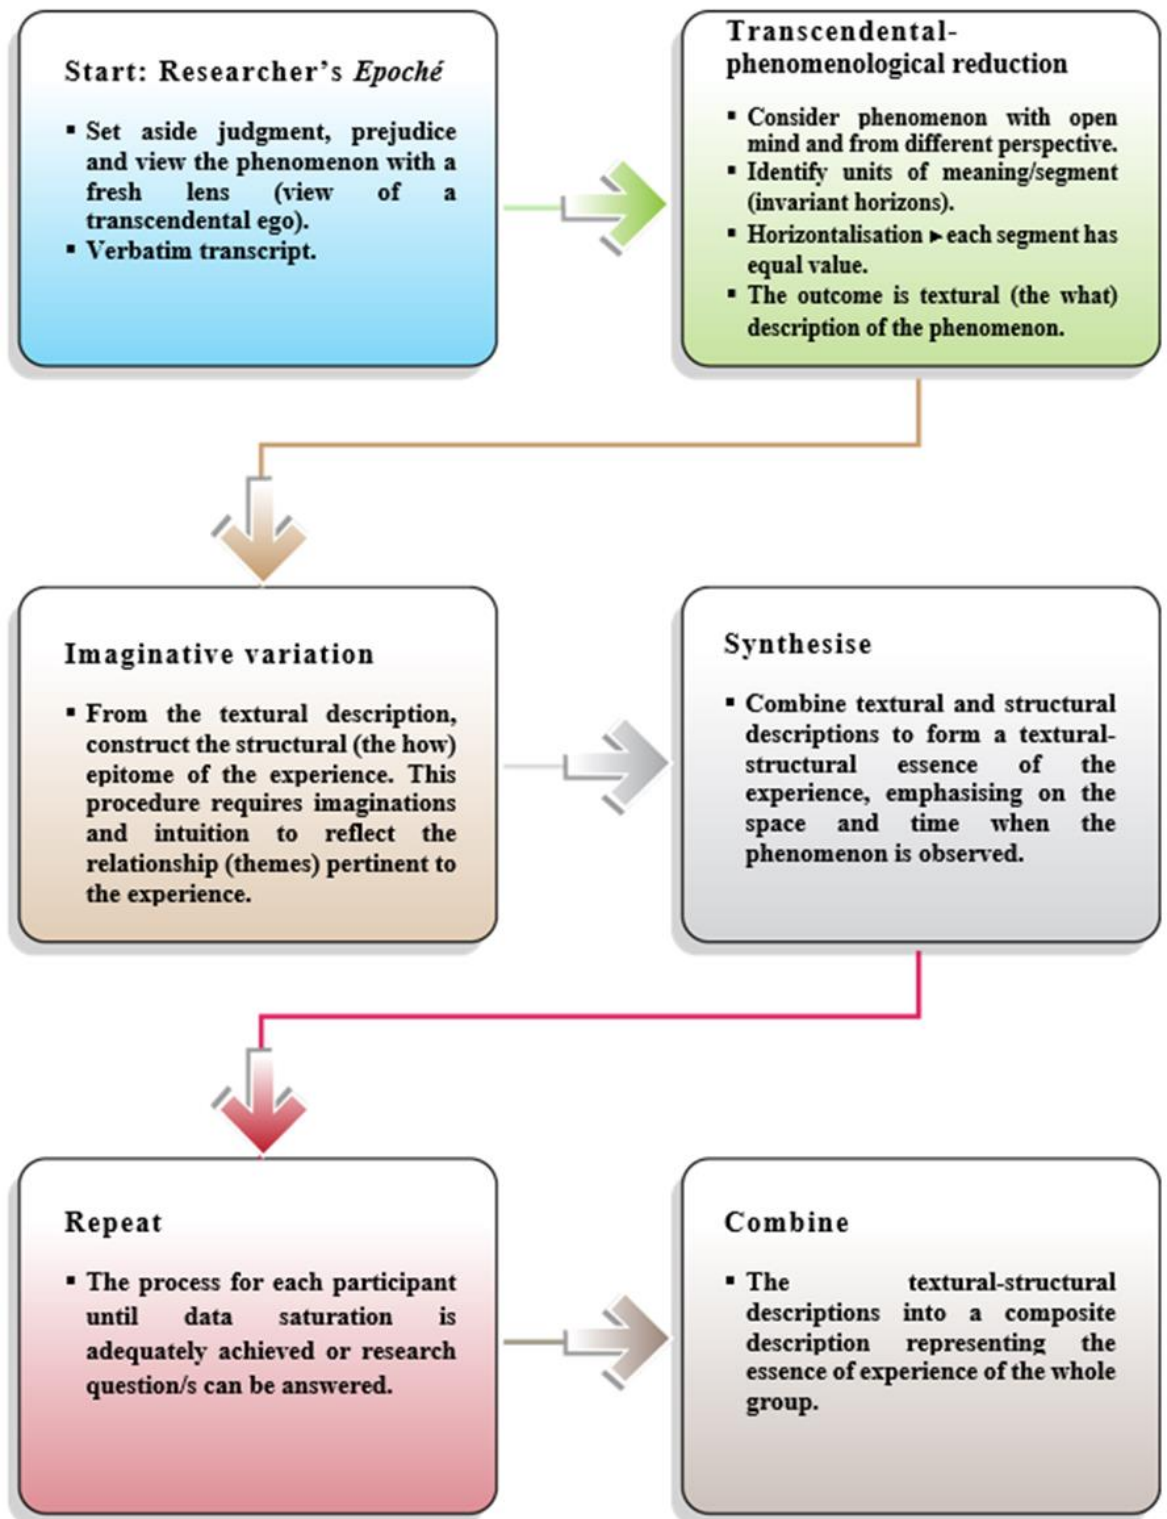 Start: Researcher's Epoché
▪ Set aside judgment, prejudice
and view the phenomenon with a
fresh lens (view of a
transcendental ego).
▪ Verbatim transcript.
Transcendental-
phenomenological reduction
▪ Consider phenomenon with open
mind and from different perspective.
▪ Identify units of meaning/segment
(invariant horizons).
▪ Horizontalisation ►each segment has
equal value.
▪ The outcome is textural (the what)
description of the phenomenon.
Imaginative variation
▪ From the textural description,
construct the structural (the how)
epitome of the experience. This
procedure requires imaginations
and intuition to reflect the
relationship (themes) pertinent to
the experience.
Synthesise
▪ Combine textural and structural
descriptions to form a textural-
structural essence of the
experience, emphasising on the
space and time when the
phenomenon is observed.
Repeat
▪ The process for each participant
until data saturation is
adequately achieved or research
question/s can be answered.
Combine
▪ The textural-structural
descriptions into a composite
description representing the
essence of experience of the whole
group.